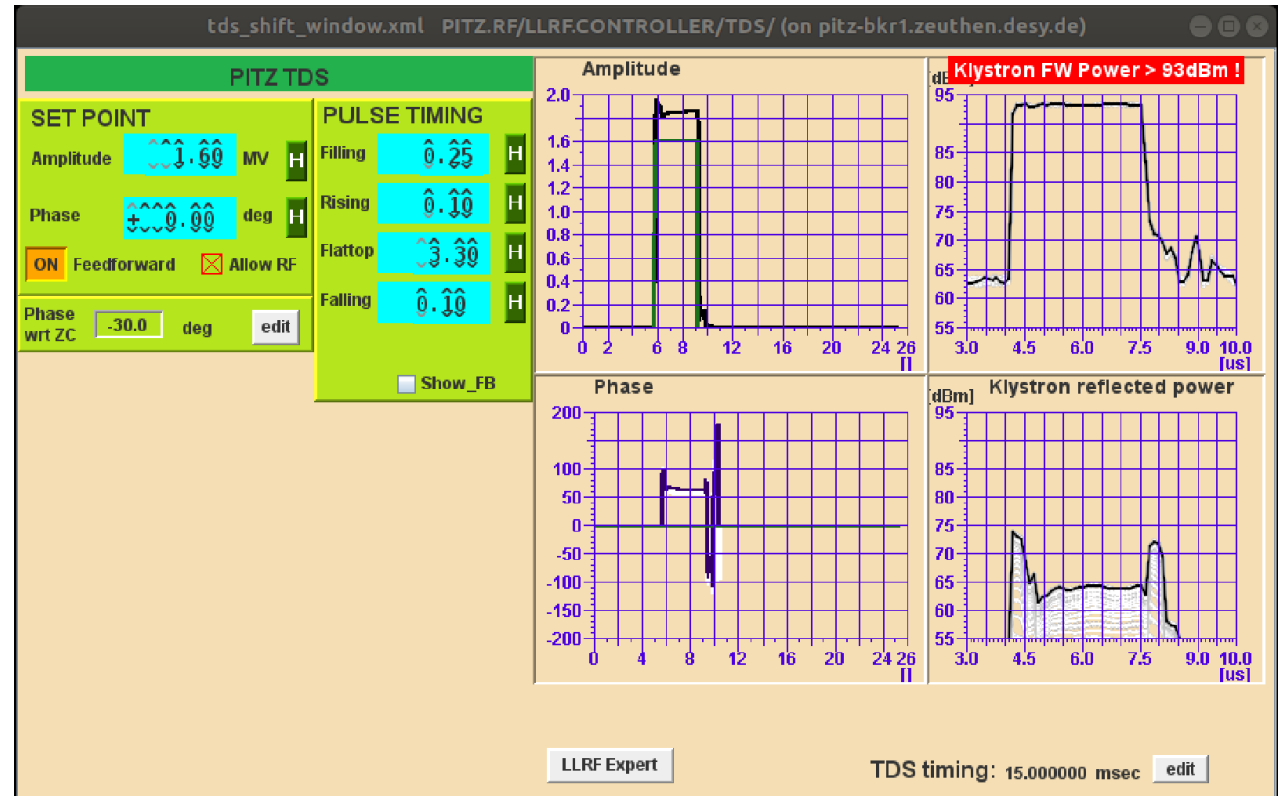 tds_shift_window.xml PITZ.RF/LLRF.CONTROLLER/TDS/ (on pitz-bkr1.zeuthen.desy.de)
PITZ TDS
SET POINT
Amplitude 1.60 MV H
Phase ± 0.00 deg H
ON Feedforward Allow RF
Phase wrt ZC -30.0 deg edit
PULSE TIMING
Filling 0.25 H
Rising 0.10 H
Flattop 3.30 H
Falling 0.10 H
Show_FB
Amplitude
2.0
1.6
1.4
1.2
1.0
0.8
0.6
0.4
0.2
0
0 2 6 8 12 16 20 24 26
[]
Klystron FW Power > 93dBm !
95
85
80
75
70
65
60
55
3.0 4.5 6.0 7.5 9.0 10.0
[us]
Phase
200
100
50
0
-50
-100
-150
-200
0 4 8 12 16 20 24 26
[]
[dBm] Klystron reflected power
95
85
80
75
70
65
60
55
3.0 4.5 6.0 7.5 9.0 10.0
[us]
LLRF Expert
TDS timing: 15.000000 msec edit